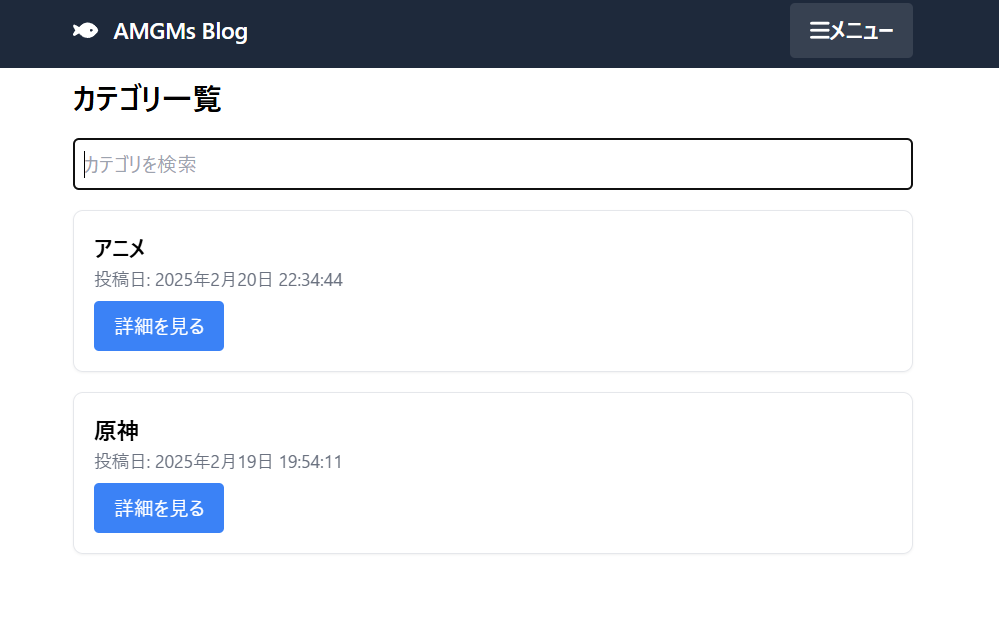 AMGMs Blog
メニュー
カテゴリ一覧
カテゴリを検索
アニメ
投稿日: 2025年2月20日 22:34:44
詳細を見る
原神
投稿日: 2025年2月19日 19:54:11
詳細を見る